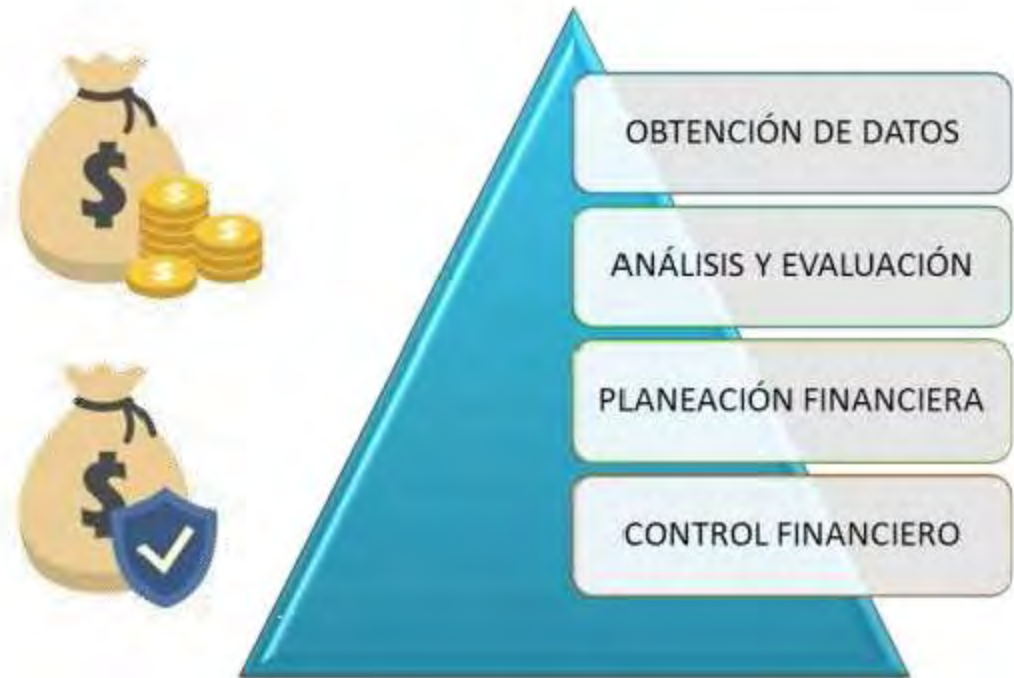 $
$
$
$
OBTENCIÓN DE DATOS
ANÁLISIS Y EVALUACIÓN
PLANEACIÓN FINANCIERA
$
CONTROL FINANCIERO